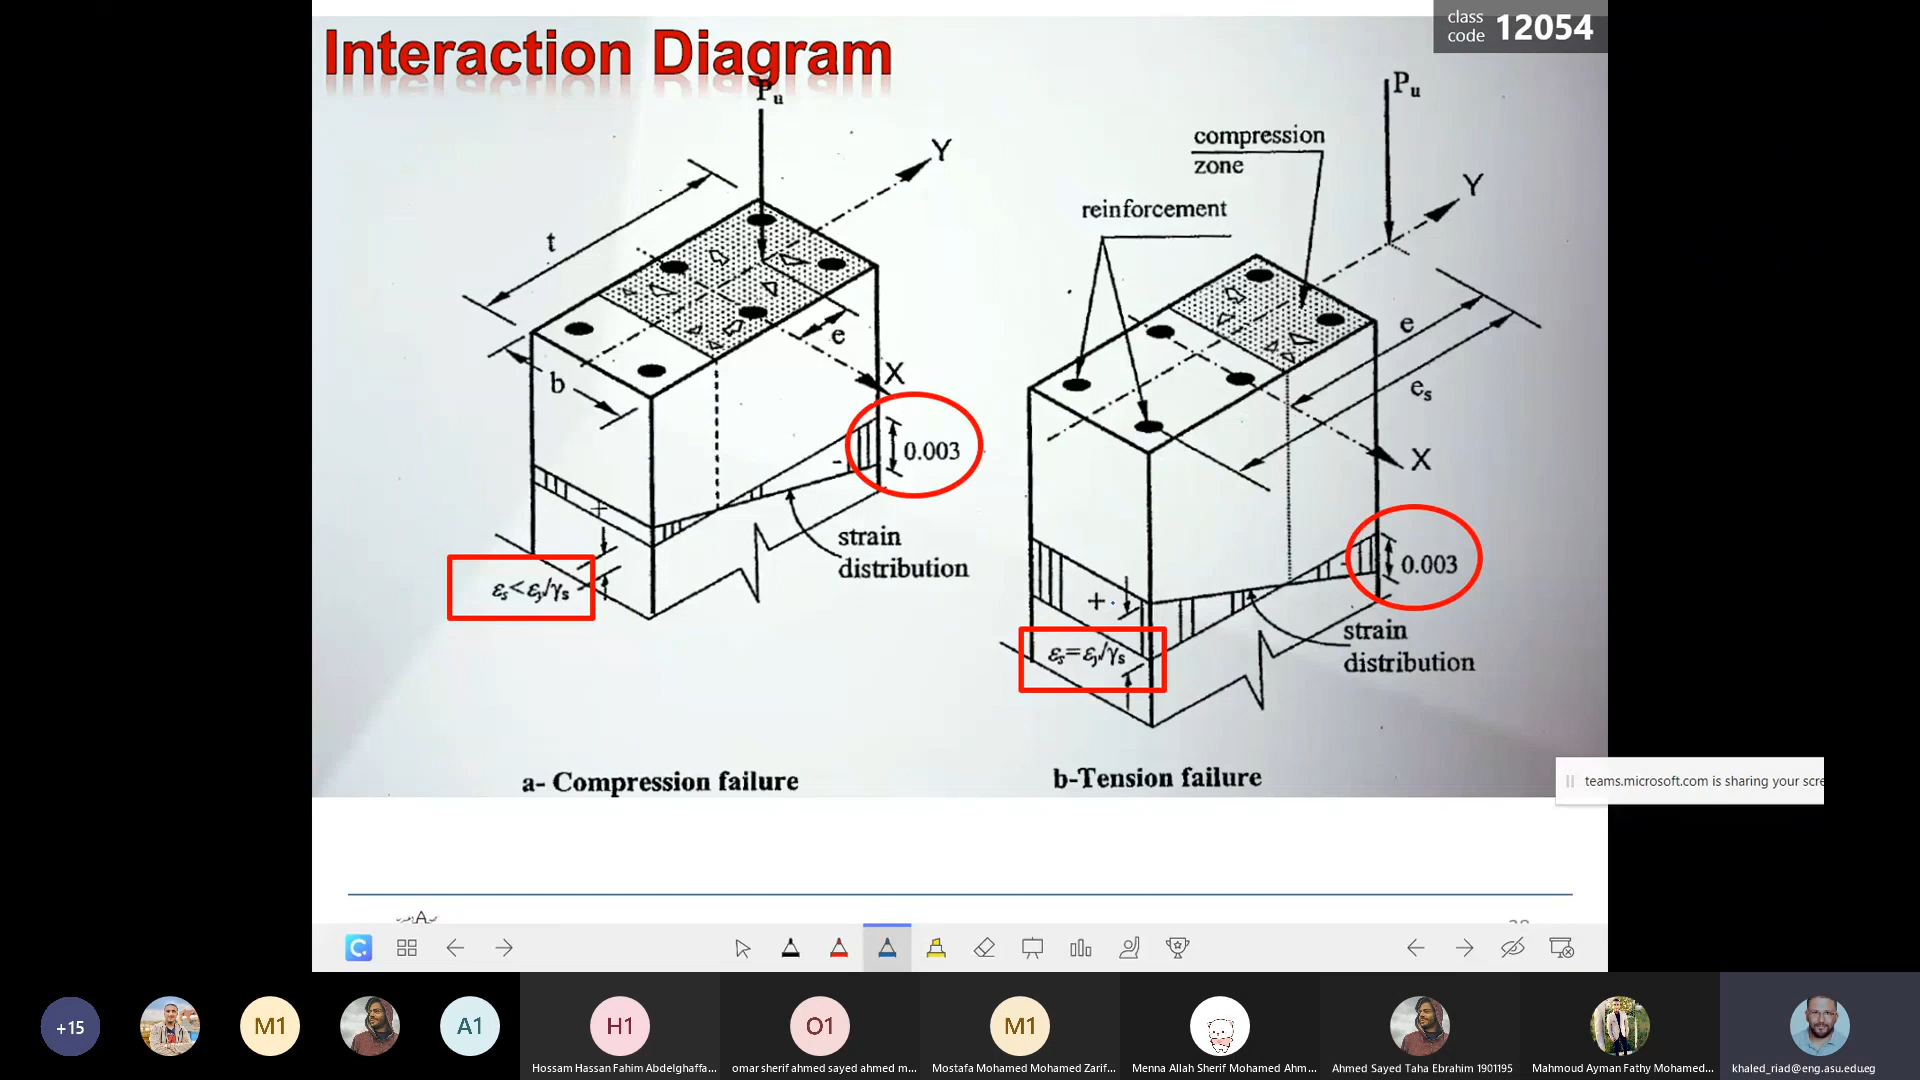 class
code 12054
Interaction Diagram
Pu
Y
t
e
X
b
0.003
-
+
strain
distribution
εs<εy/γs
a- Compression failure
Pu
compression
zone
Y
reinforcement
e
es
X
0.003
+
strain
distribution
εs=εy/γs
b-Tension failure
teams.microsoft.com is sharing your scre
A
C
+15
M1
A1
H1
O1
M1
Hossam Hassan Fahim Abdelghaffa...
omar sherif ahmed sayed ahmed m...
Mostafa Mohamed Mohamed Zarif...
Menna Allah Sherif Mohamed Ahm...
Ahmed Sayed Taha Ebrahim 1901195
Mahmoud Ayman Fathy Mohamed...
khaled_riad@eng.asu.edu.eg